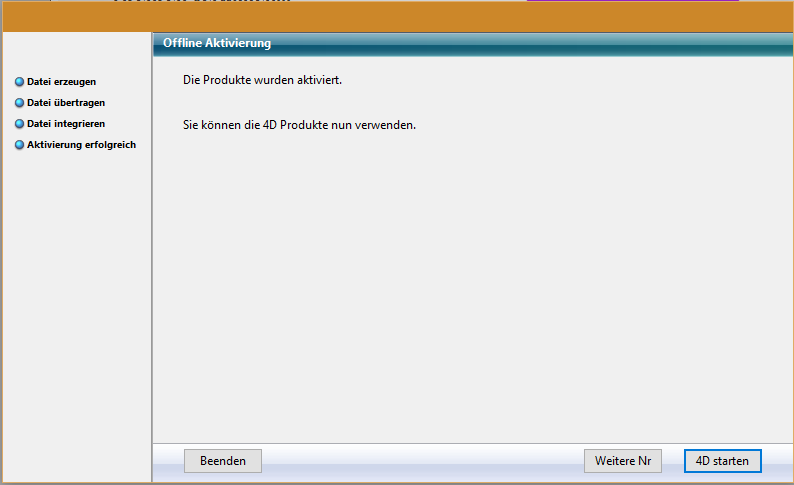 Offline Aktivierung
Datei erzeugen
Datei übertragen
Datei integrieren
Aktivierung erfolgreich
Die Produkte wurden aktiviert.
Sie können die 4D Produkte nun verwenden.
Beenden
Weitere Nr
4D starten